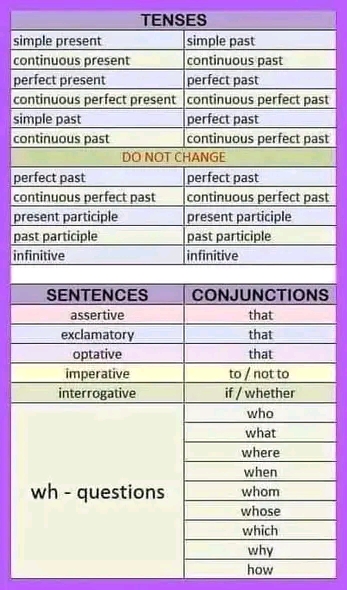 TENSES
simple present simple past
continuous present continuous past
perfect present perfect past
continuous perfect present continuous perfect past
simple past perfect past
continuous past continuous perfect past
DO NOT CHANGE
perfect past perfect past
continuous perfect past continuous perfect past
present participle present participle
past participle past participle
infinitive infinitive
SENTENCES CONJUNCTIONS
assertive that
exclamatory that
optative that
imperative to / not to
interrogative if / whether
wh - questions
who
what
where
when
whom
whose
which
why
how